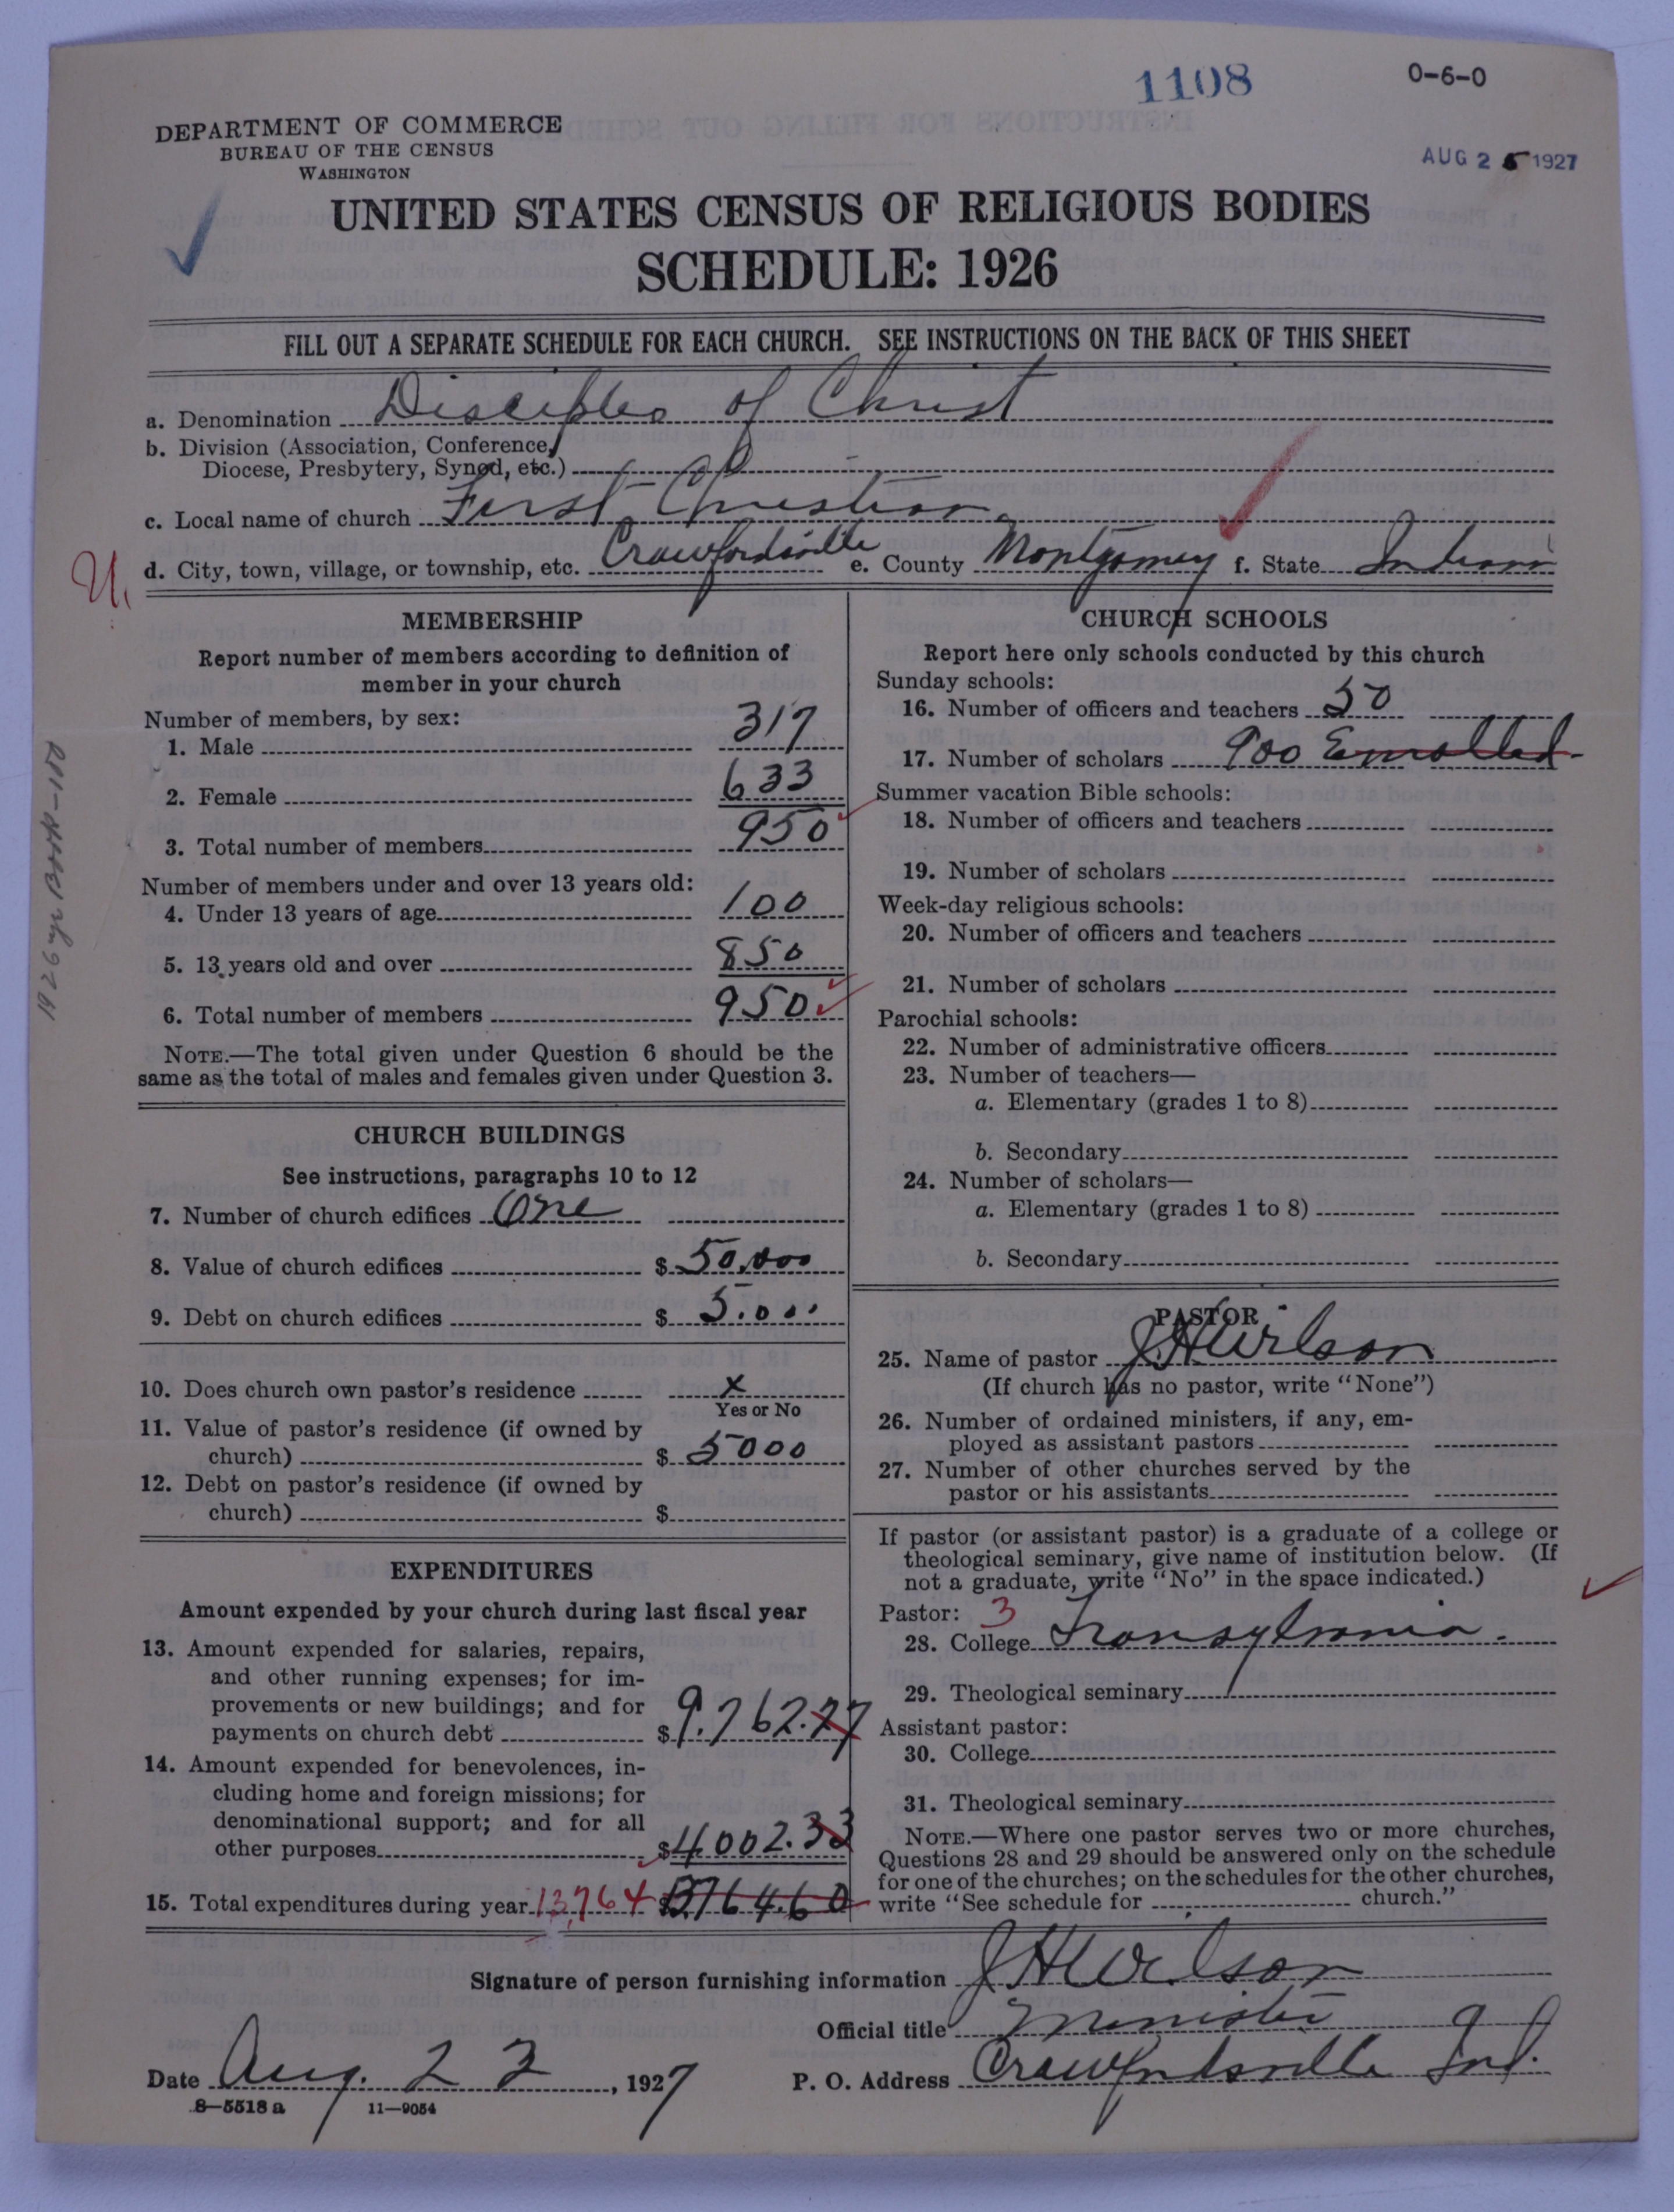 1108
0-6-0
AUG 25 1927
DEPARTMENT OF COMMERCE
BUREAU OF THE CENSUS
WASHINGTON
UNITED STATES CENSUS OF RELIGIOUS BODIES
SCHEDULE: 1926
FILL OUT A SEPARATE SCHEDULE FOR EACH CHURCH. SEE INSTRUCTIONS ON THE BACK OF THIS SHEET
a. Denomination Disciples of Christ
b. Division (Association, Conference,
Diocese, Presbytery, Synod, etc.)
c. Local name of church First Christian
d. City, town, village, or township, etc. Crawfordsville e. County Montgomery f. State Indiana
U.
1926 yr Book-100
MEMBERSHIP
Report number of members according to definition of
member in your church
Number of members, by sex:
1. Male 317
2. Female 633
3. Total number of members 950
Number of members under and over 13 years old:
4. Under 13 years of age 100
5. 13 years old and over 850
6. Total number of members 950
NOTE.—The total given under Question 6 should be the
same as the total of males and females given under Question 3.
CHURCH BUILDINGS
See instructions, paragraphs 10 to 12
7. Number of church edifices One
8. Value of church edifices $ 50,000
9. Debt on church edifices $ 5.00.
10. Does church own pastor's residence x
Yes or No
11. Value of pastor's residence (if owned by
church) $ 5000
12. Debt on pastor's residence (if owned by
church) $
EXPENDITURES
Amount expended by your church during last fiscal year
13. Amount expended for salaries, repairs,
and other running expenses; for im-
provements or new buildings; and for
payments on church debt $ 9.762.27
14. Amount expended for benevolences, in-
cluding home and foreign missions; for
denominational support; and for all
other purposes $ 4002.33
15. Total expenditures during year 13,764 $ 13764.60
CHURCH SCHOOLS
Report here only schools conducted by this church
Sunday schools:
16. Number of officers and teachers 50
17. Number of scholars 900 Enrolled
Summer vacation Bible schools:
18. Number of officers and teachers
19. Number of scholars
Week-day religious schools:
20. Number of officers and teachers
21. Number of scholars
Parochial schools:
22. Number of administrative officers
23. Number of teachers—
a. Elementary (grades 1 to 8)
b. Secondary
24. Number of scholars—
a. Elementary (grades 1 to 8)
b. Secondary
PASTOR
25. Name of pastor J H Wilson
(If church has no pastor, write "None")
26. Number of ordained ministers, if any, em-
ployed as assistant pastors
27. Number of other churches served by the
pastor or his assistants
If pastor (or assistant pastor) is a graduate of a college or
theological seminary, give name of institution below. (If
not a graduate, write "No" in the space indicated.)
Pastor: 3
28. College Transylvania.
29. Theological seminary
Assistant pastor:
30. College
31. Theological seminary
NOTE.—Where one pastor serves two or more churches,
Questions 28 and 29 should be answered only on the schedule
for one of the churches; on the schedules for the other churches,
write "See schedule for church."
Signature of person furnishing information J H Wilson
Official title Minister
Date Aug. 22, 1927 P. O. Address Crawfordsville Ind.
8—5518 a 11—9054